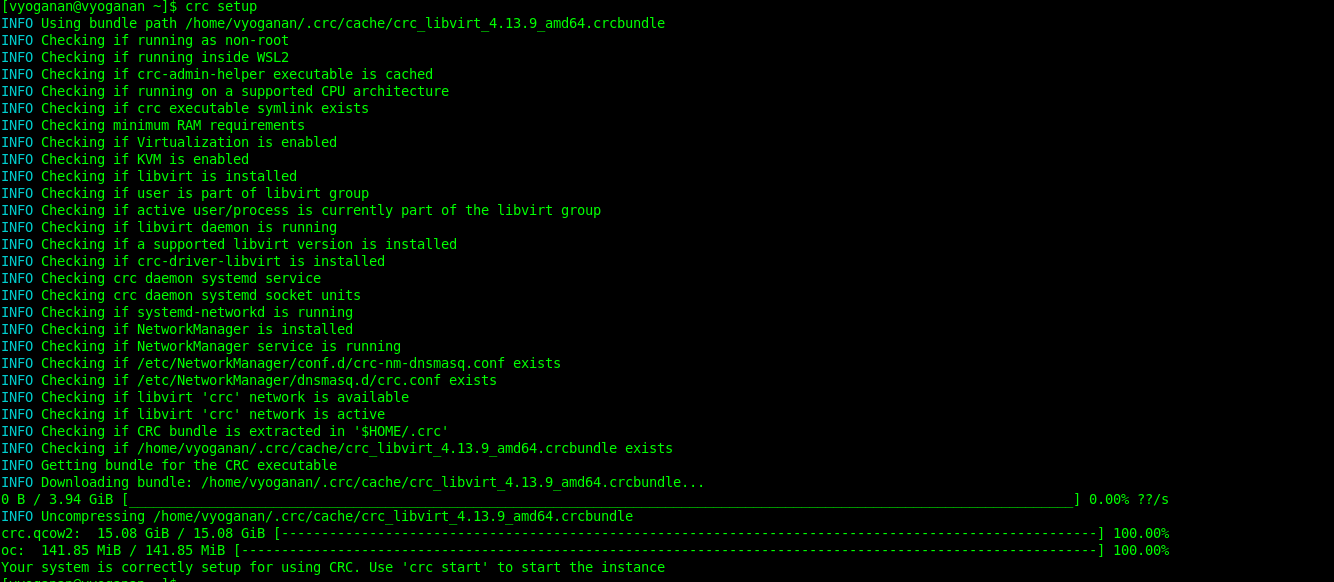 [vyoganan@vyoganan ~]$ crc setup
INFO Using bundle path /home/vyoganan/.crc/cache/crc_libvirt_4.13.9_amd64.crcbundle
INFO Checking if running as non-root
INFO Checking if running inside WSL2
INFO Checking if crc-admin-helper executable is cached
INFO Checking if running on a supported CPU architecture
INFO Checking if crc executable symlink exists
INFO Checking minimum RAM requirements
INFO Checking if Virtualization is enabled
INFO Checking if KVM is enabled
INFO Checking if libvirt is installed
INFO Checking if user is part of libvirt group
INFO Checking if active user/process is currently part of the libvirt group
INFO Checking if libvirt daemon is running
INFO Checking if a supported libvirt version is installed
INFO Checking if crc-driver-libvirt is installed
INFO Checking crc daemon systemd service
INFO Checking crc daemon systemd socket units
INFO Checking if systemd-networkd is running
INFO Checking if NetworkManager is installed
INFO Checking if NetworkManager service is running
INFO Checking if /etc/NetworkManager/conf.d/crc-nm-dnsmasq.conf exists
INFO Checking if /etc/NetworkManager/dnsmasq.d/crc.conf exists
INFO Checking if libvirt 'crc' network is available
INFO Checking if libvirt 'crc' network is active
INFO Checking if CRC bundle is extracted in '$HOME/.crc'
INFO Checking if /home/vyoganan/.crc/cache/crc_libvirt_4.13.9_amd64.crcbundle exists
INFO Getting bundle for the CRC executable
INFO Downloading bundle: /home/vyoganan/.crc/cache/crc_libvirt_4.13.9_amd64.crcbundle...
0 B / 3.94 GiB [______________________________________________________________________________________________________________________] 0.00% ??/s
INFO Uncompressing /home/vyoganan/.crc/cache/crc_libvirt_4.13.9_amd64.crcbundle
crc.qcow2:  15.08 GiB / 15.08 GiB [------------------------------------------------------------------------------------------------------] 100.00%
oc:  141.85 MiB / 141.85 MiB [-----------------------------------------------------------------------------------------------------------] 100.00%
Your system is correctly setup for using CRC. Use 'crc start' to start the instance
[vyoganan@vyoganan ~]$